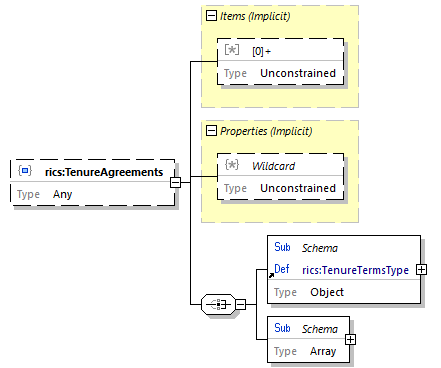 Items (Implicit)
[*] [0]+
Type Unconstrained
Properties (Implicit)
{*} Wildcard
Type Unconstrained
rics:TenureAgreements
Type Any
Sub Schema
Def rics:TenureTermsType
Type Object
Sub Schema
Type Array